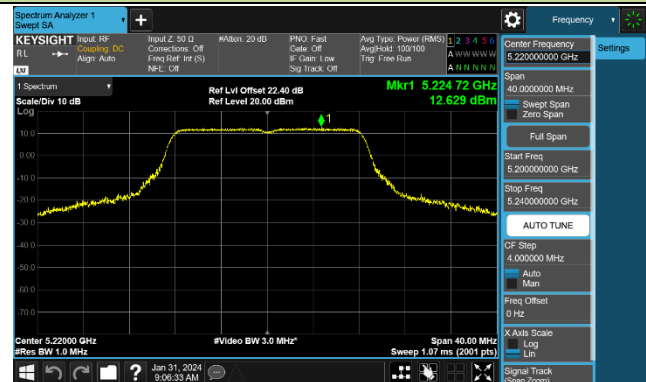 Spectrum Analyzer 1
Swept SA
Frequency
KEYSIGHT Input: RF
RL
Coupling: DC
Align: Auto
LXI
Input Z: 50 Ω
Corrections: Off
Freq Ref: Int (S)
NFE: Off
#Atten: 20 dB
PNO: Fast
Gate: Off
IF Gain: Low
Sig Track: Off
Avg Type: Power (RMS)
Avg|Hold: 100/100
Trig: Free Run
1 2 3 4 5 6
A W W W W W
A N N N N N
Center Frequency
5.220000000 GHz
Settings
Span
40.0000000 MHz
Swept Span
Zero Span
Full Span
Start Freq
5.200000000 GHz
Stop Freq
5.240000000 GHz
AUTO TUNE
CF Step
4.000000 MHz
Auto
Man
Freq Offset
0 Hz
X Axis Scale
Log
Lin
Signal Track
(Span Zoom)
1 Spectrum
Scale/Div 10 dB
Log
Ref Lvl Offset 22.40 dB
Ref Level 20.00 dBm
Mkr1 5.224 72 GHz
12.629 dBm
1
10.0
0.00
-10.0
-20.0
-30.0
-40.0
-50.0
-60.0
-70.0
Center 5.22000 GHz
#Res BW 1.0 MHz
#Video BW 3.0 MHz*
Span 40.00 MHz
Sweep 1.07 ms (2001 pts)
Jan 31, 2024
9:06:33 AM